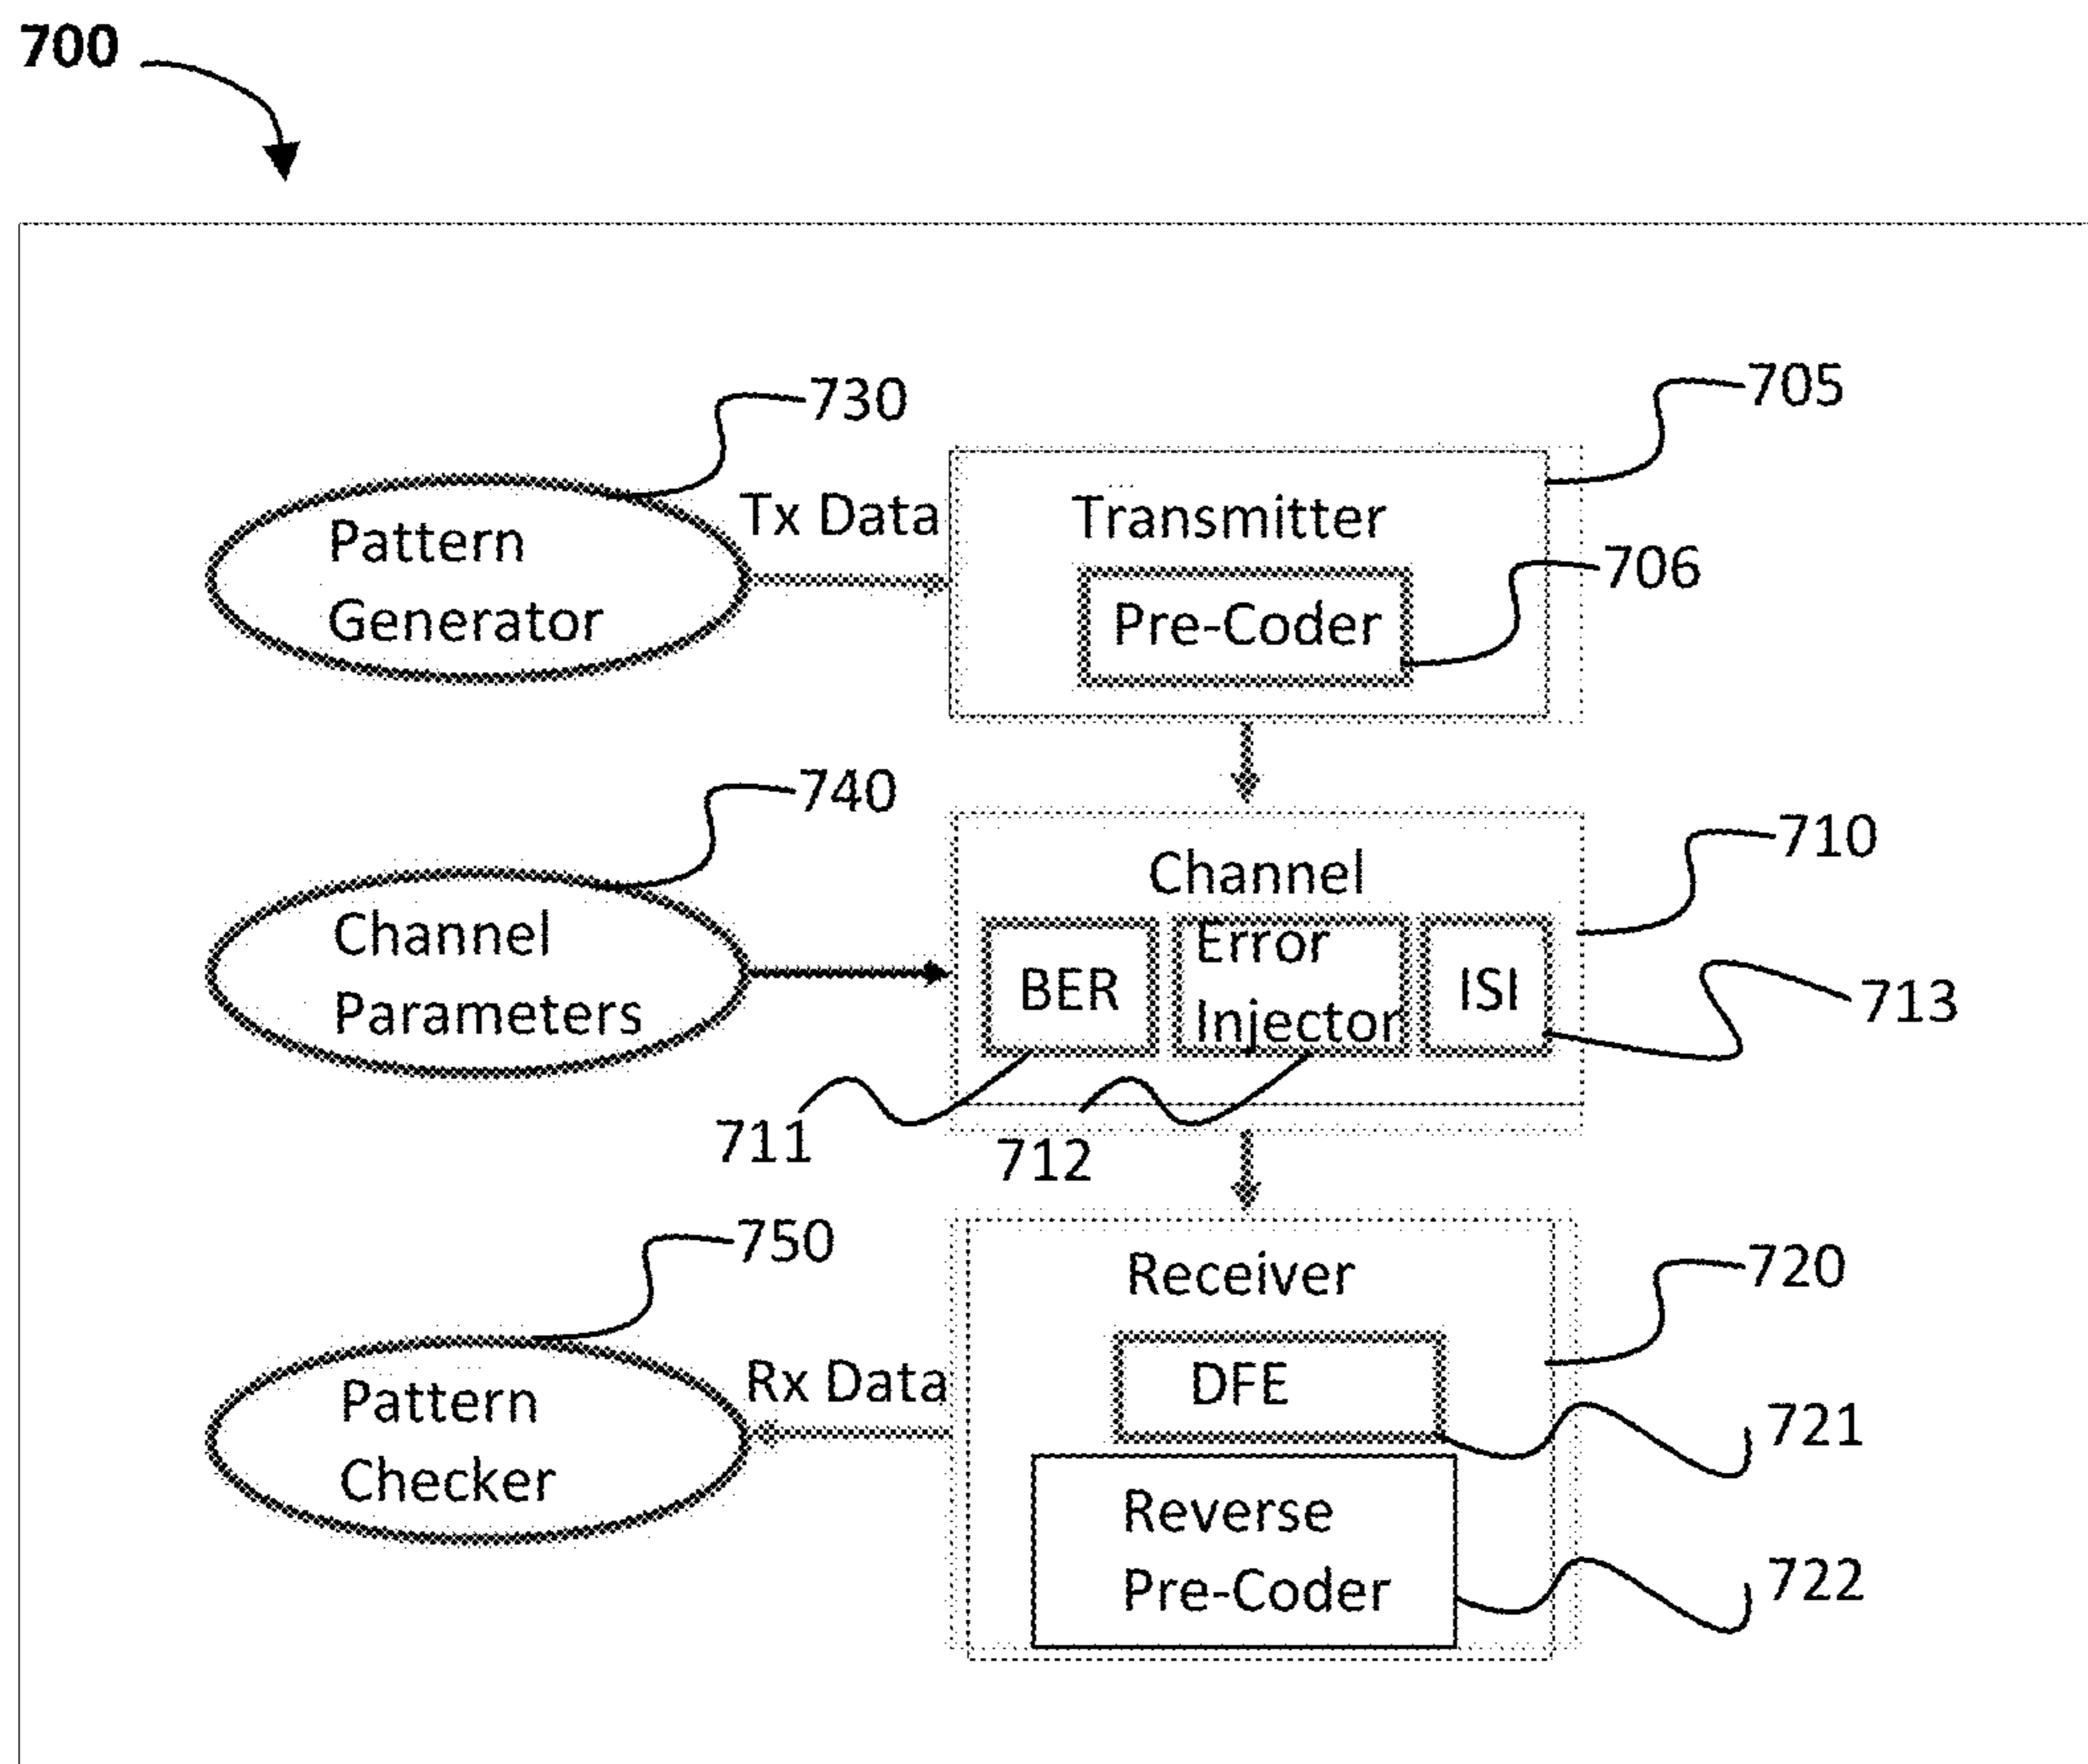 700
730
705
Tx Data
Transmitter
Pattern
Generator
706
Pre-Coder
740
710
Channel
Channel
Parameters
BER
Error
Injector
ISI
713
711
712
750
720
Receiver
Rx Data
DFE
Pattern
Checker
721
Reverse
Pre-Coder
722